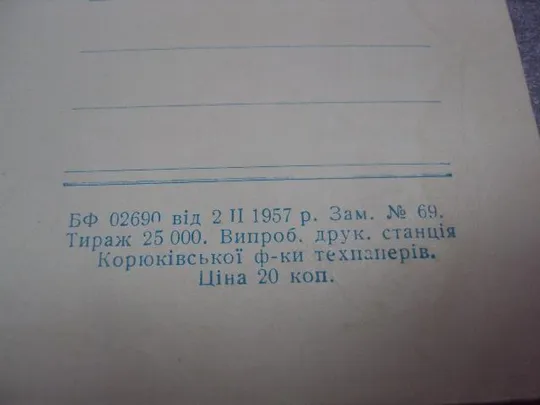 БФ 02690 від 2 II 1957 р. Зам. № 69.
Тираж 25 000. Випроб. друк. станція
Корюківської ф-ки техпаперів.
Ціна 20 коп.